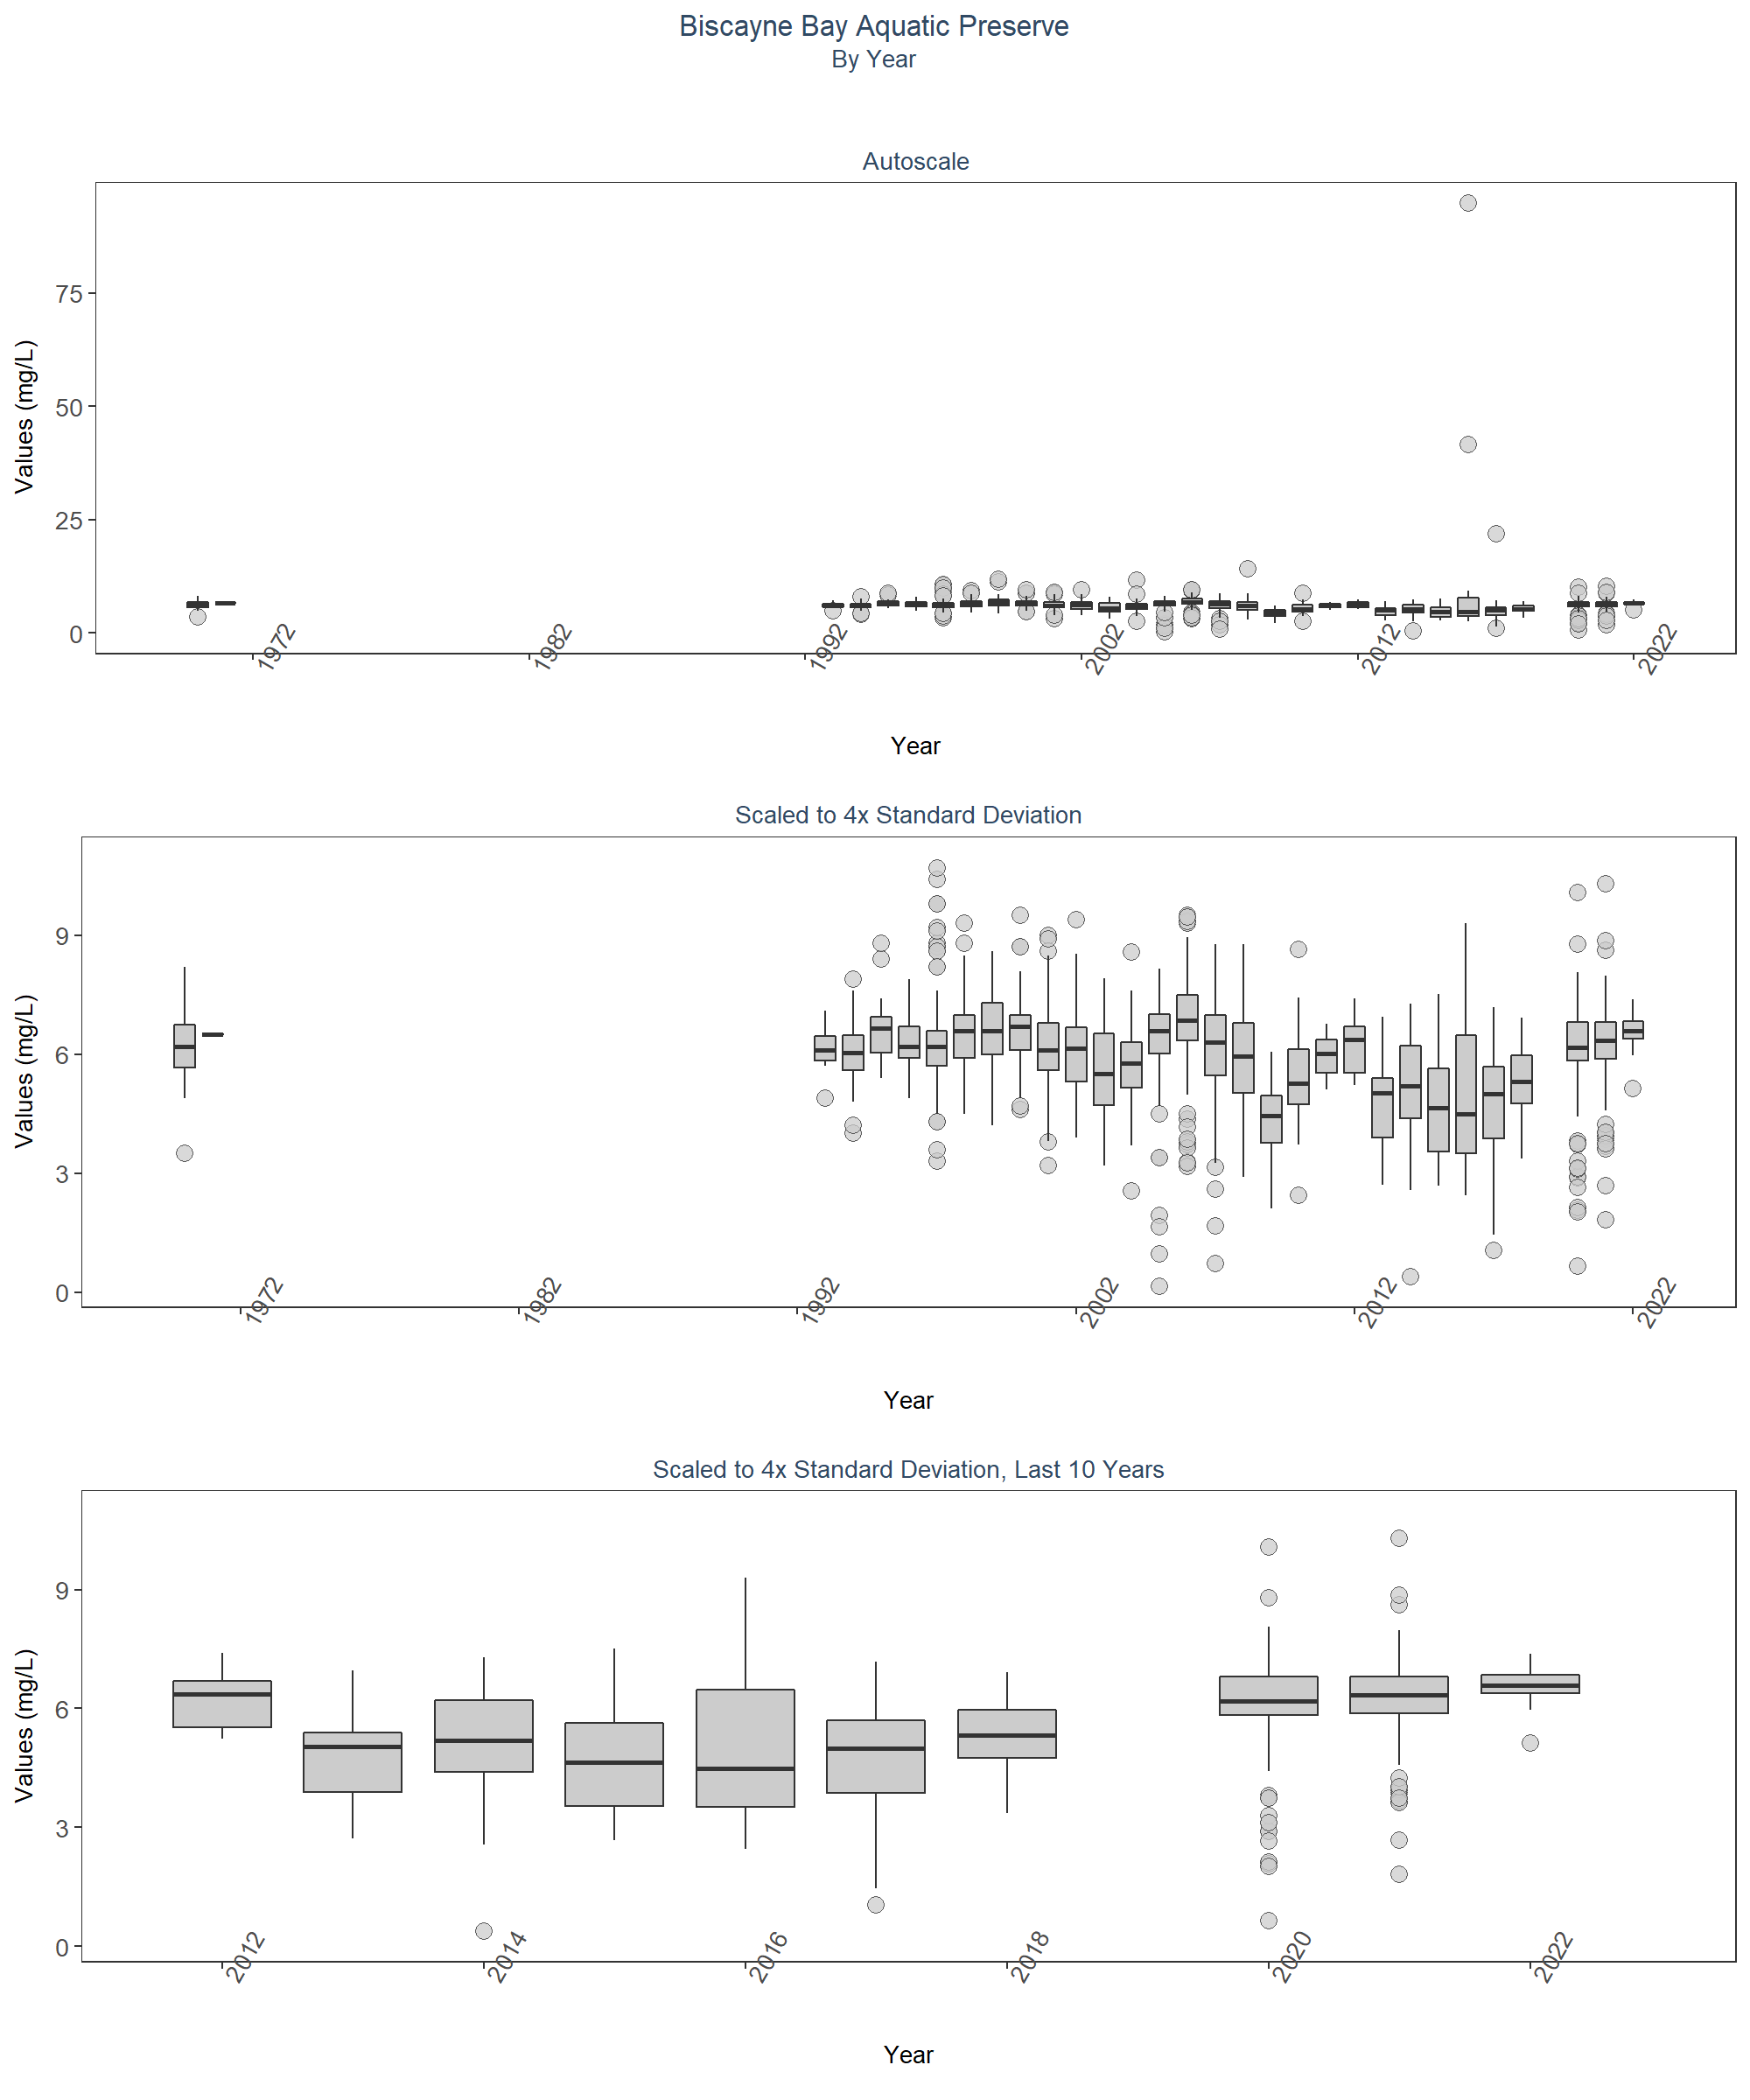 Biscayne Bay Aquatic Preserve
By Year
Autoscale
Values (mg/L)
75
50
25
0
1972
1982
1992
2002
2012
2022
Year
Scaled to 4x Standard Deviation
Values (mg/L)
9
6
3
0
1972
1982
1992
2002
2012
2022
Year
Scaled to 4x Standard Deviation, Last 10 Years
Values (mg/L)
9
6
3
0
2012
2014
2016
2018
2020
2022
Year